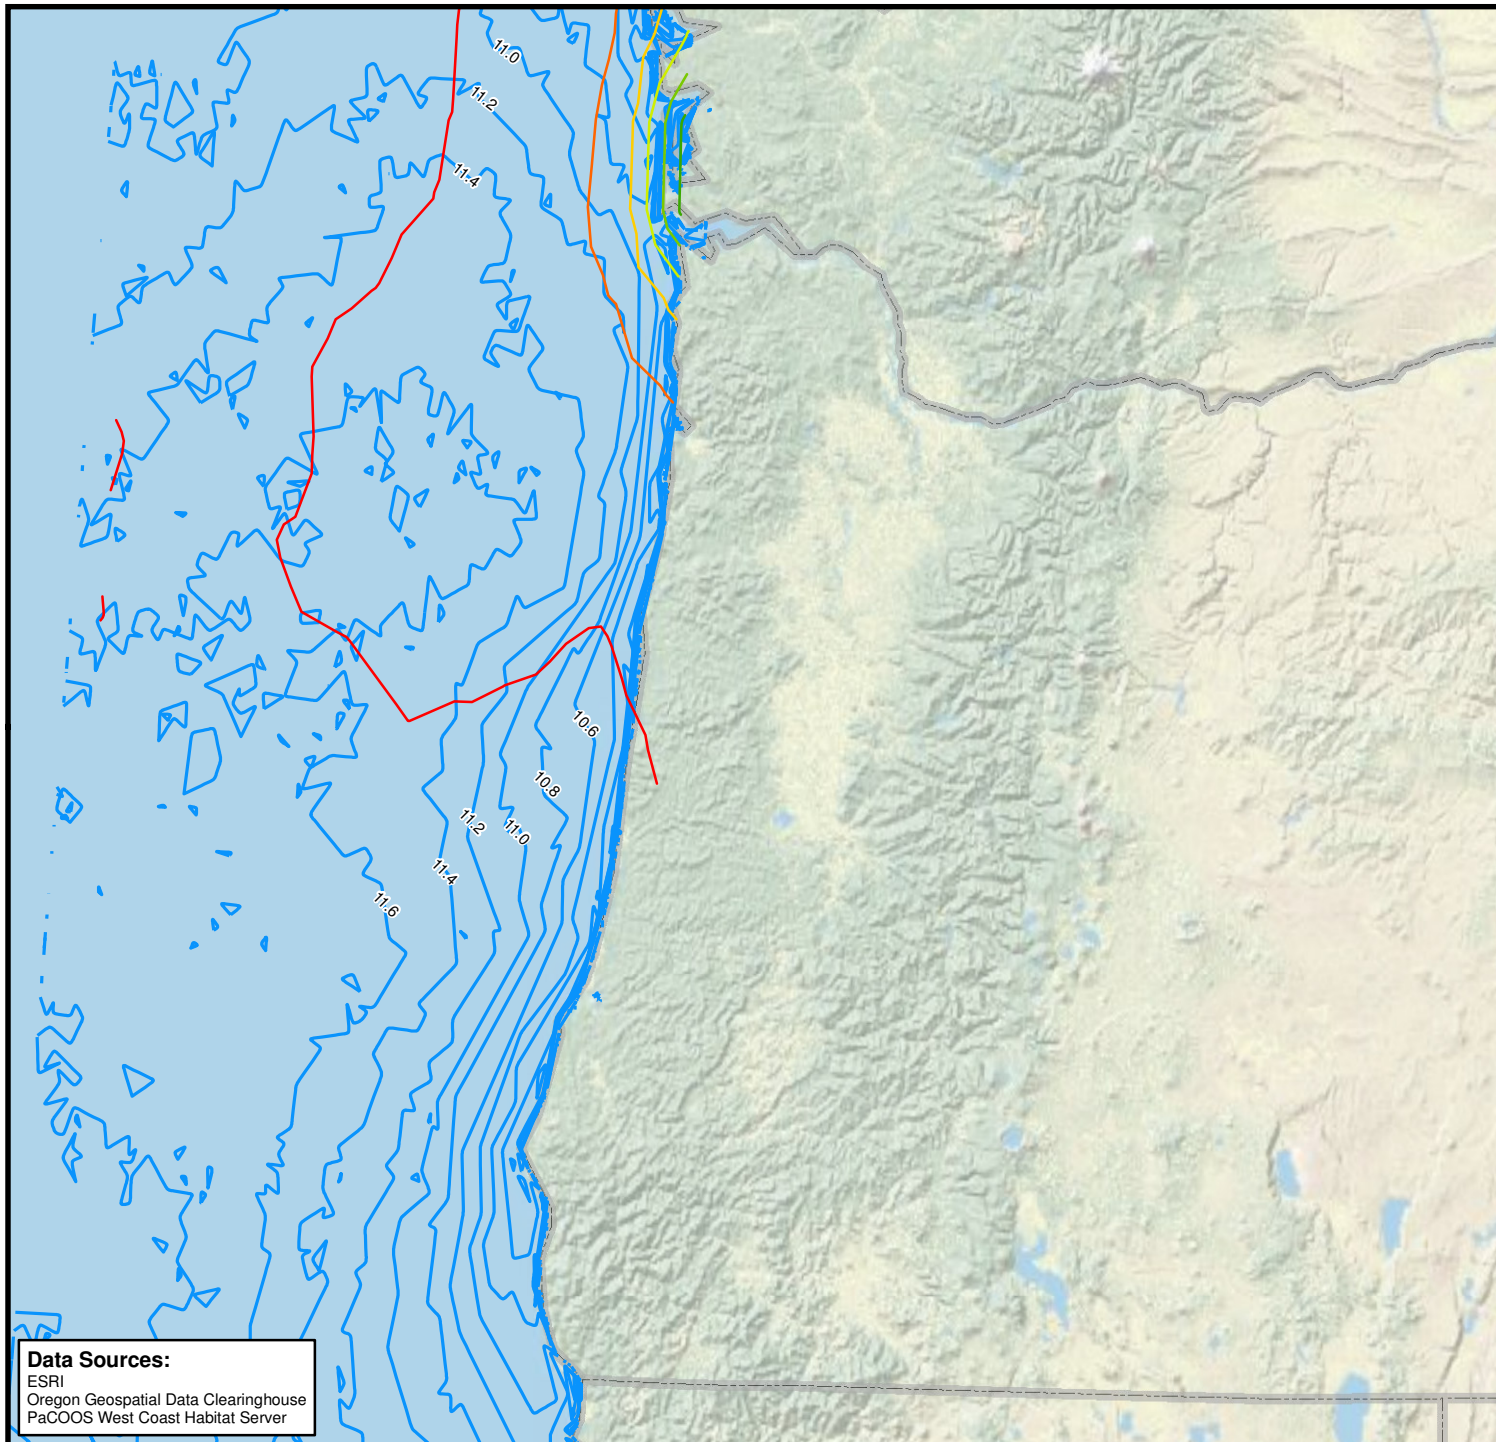 11.0
11.2
11.4
10.6
10.8
11.2
11.0
11.4
11.6
Data Sources:
ESRI
Oregon Geospatial Data Clearinghouse
PaCOOS West Coast Habitat Server